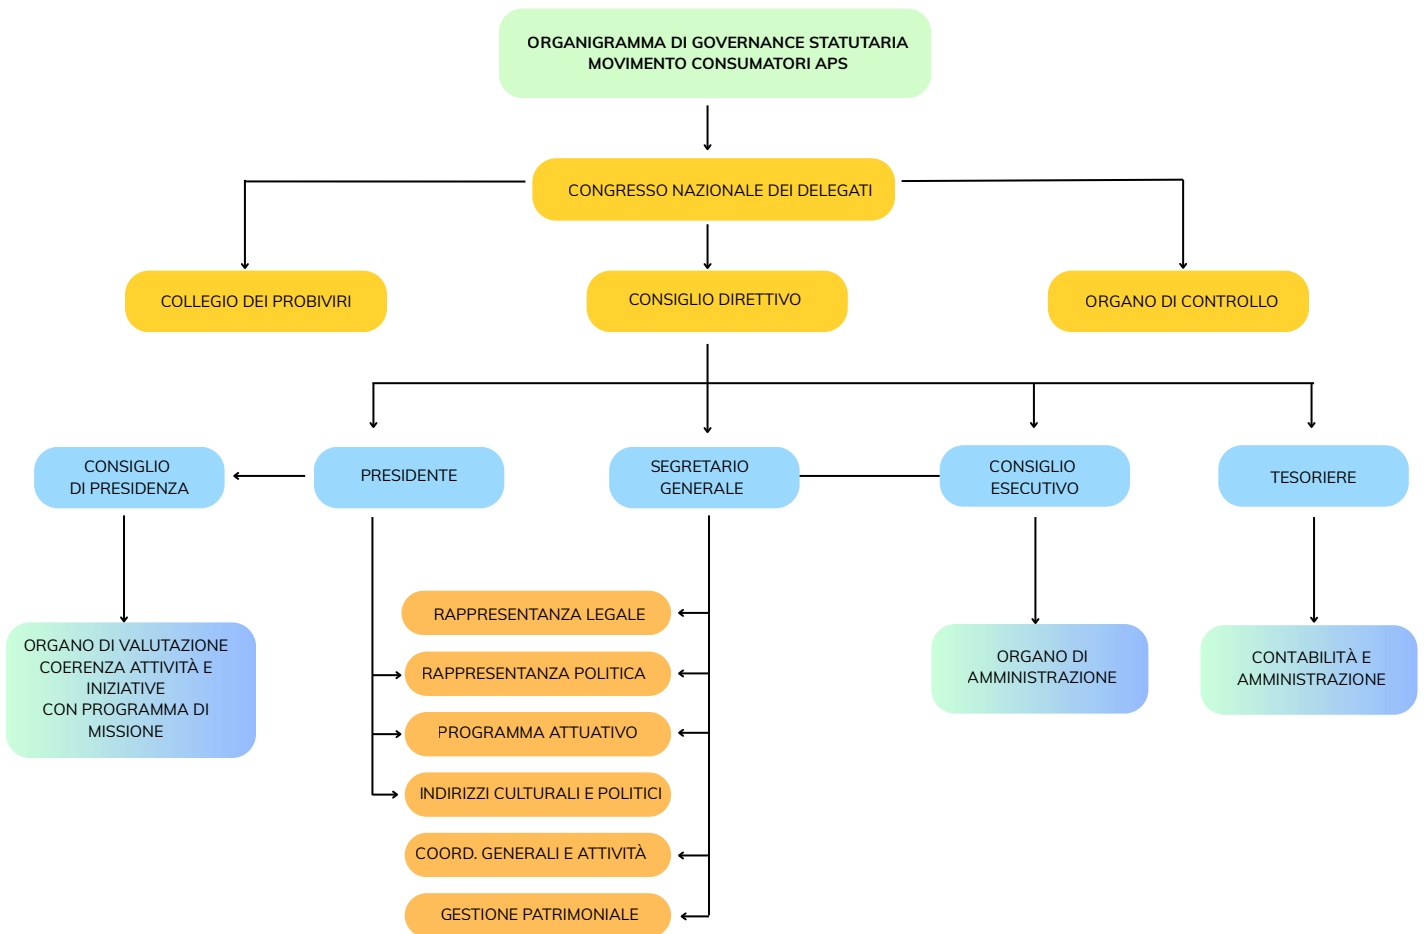 ORGANIGRAMMA DI GOVERNANCE STATUTARIA
MOVIMENTO CONSUMATORI APS
CONGRESSO NAZIONALE DEI DELEGATI
COLLEGIO DEI PROBIVIRI
CONSIGLIO DIRETTIVO
ORGANO DI CONTROLLO
CONSIGLIO
DI PRESIDENZA
PRESIDENTE
SEGRETARIO
GENERALE
CONSIGLIO
ESECUTIVO
TESORIERE
RAPPRESENTANZA LEGALE
RAPPRESENTANZA POLITICA
PROGRAMMA ATTUATIVO
INDIRIZZI CULTURALI E POLITICI
COORD. GENERALI E ATTIVITÀ
GESTIONE PATRIMONIALE
ORGANO DI VALUTAZIONE
COERENZA ATTIVITÀ E
INIZIATIVE
CON PROGRAMMA DI
MISSIONE
ORGANO DI
AMMINISTRAZIONE
CONTABILITÀ E
AMMINISTRAZIONE